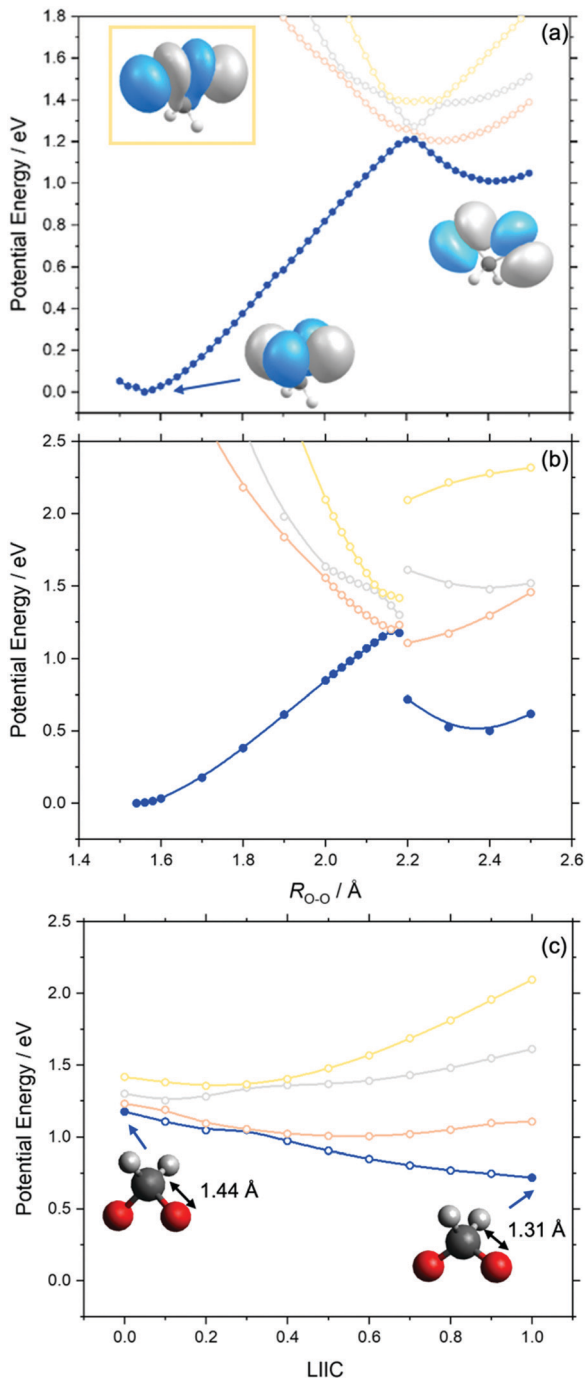 (a)
1.8
1.6
1.4
1.2
1.0
0.8
0.6
0.4
0.2
0.0
Potential Energy / eV
(b)
2.5
2.0
1.5
1.0
0.5
0.0
Potential Energy / eV
1.4 1.6 1.8 2.0 2.2 2.4 2.6
R O-O / Å
(c)
2.5
2.0
1.5
1.0
0.5
0.0
Potential Energy / eV
1.44 Å
1.31 Å
0.0 0.2 0.4 0.6 0.8 1.0
LIIC